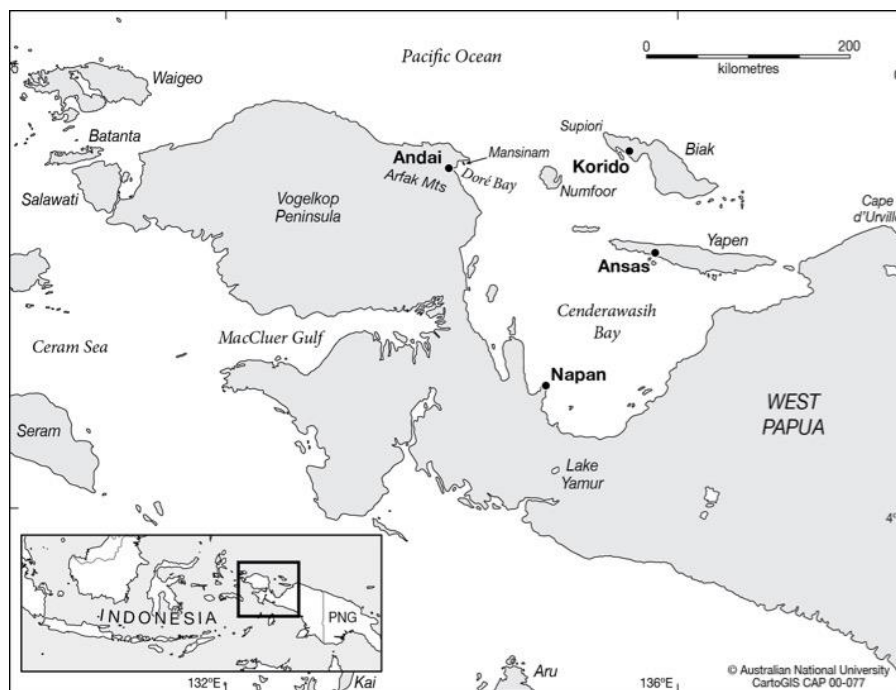 Pacific Ocean
0
200
kilometres
Waigeo
Batanta
Salawati
Andai
Mansinam
Doré Bay
Arfak Mts
Vogelkop
Peninsula
Supiori
Korido
Biak
Numfoor
Cape
d'Urville
Yapen
Ansas
Cenderawasih
Bay
MacCluer Gulf
Ceram Sea
Napan
WEST
PAPUA
Seram
Lake
Yamur
4°
INDONESIA
PNG
132°E
Kai
Aru
136°E
© Australian National University
CartoGIS CAP 00-077